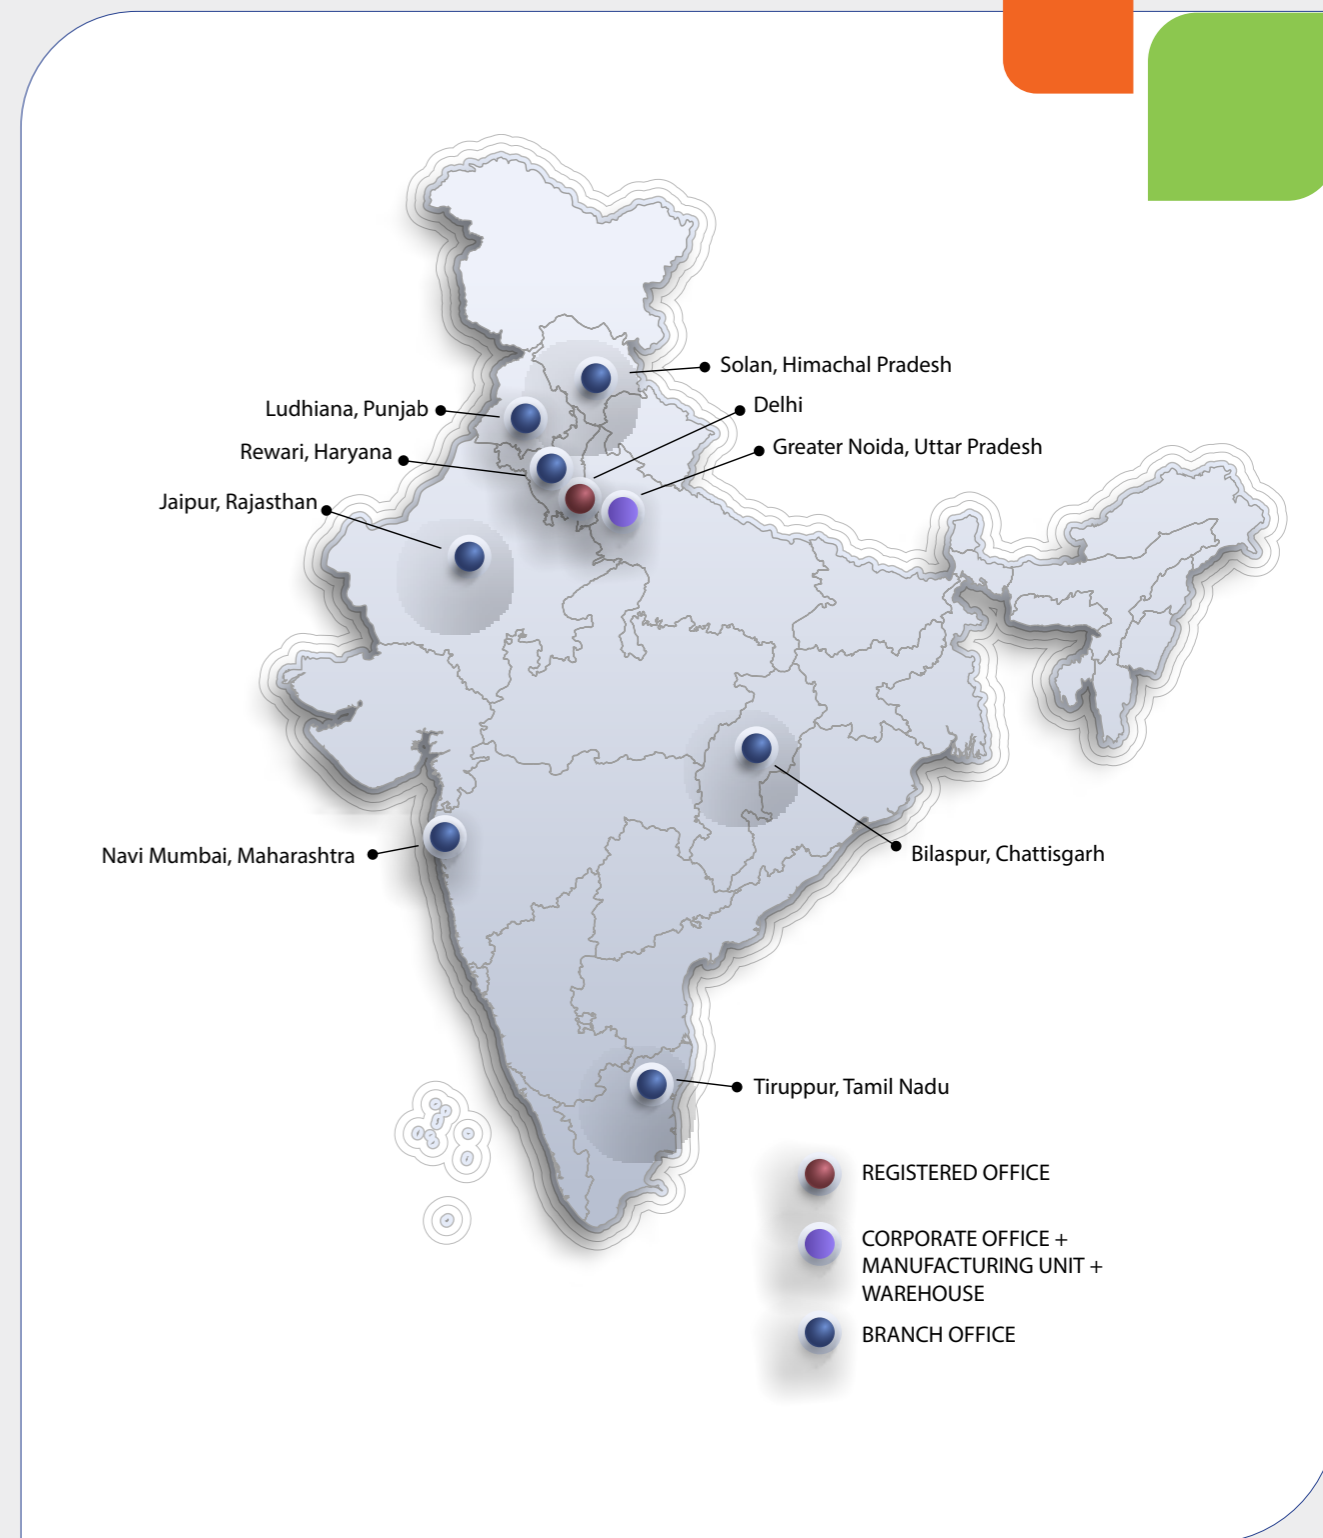 Solan, Himachal Pradesh
Delhi
Ludhiana, Punjab
Greater Noida, Uttar Pradesh
Rewari, Haryana
Jaipur, Rajasthan
Navi Mumbai, Maharashtra
Bilaspur, Chattisgarh
Tiruppur, Tamil Nadu
REGISTERED OFFICE
CORPORATE OFFICE +
MANUFACTURING UNIT +
WAREHOUSE
BRANCH OFFICE